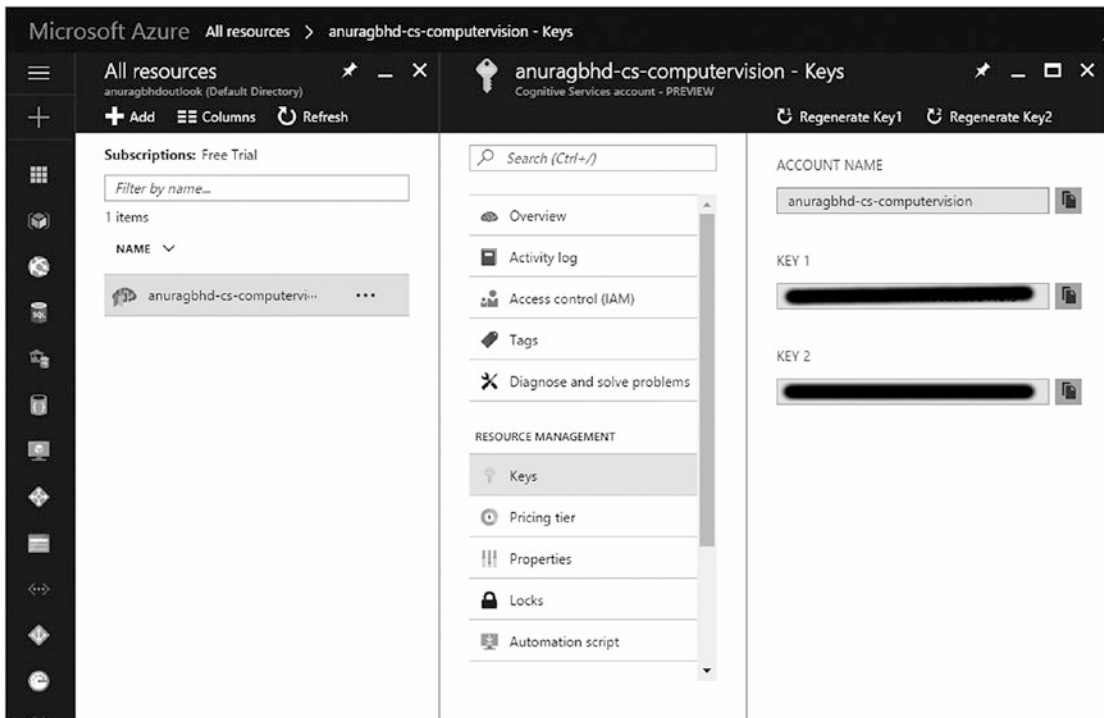 Microsoft Azure All resources > anuragbhd-cs-computervision - Keys
All resources
anuragbhdoutlook (Default Directory)
Add Columns Refresh
Subscriptions: Free Trial
Filter by name...
1 items
NAME
anuragbhd-cs-computervi··· ···
anuragbhd-cs-computervision - Keys
Cognitive Services account - PREVIEW
Regenerate Key1 Regenerate Key2
Search (Ctrl+/)
Overview
Activity log
Access control (IAM)
Tags
Diagnose and solve problems
RESOURCE MANAGEMENT
Keys
Pricing tier
Properties
Locks
Automation script
ACCOUNT NAME
anuragbhd-cs-computervision
KEY 1
KEY 2